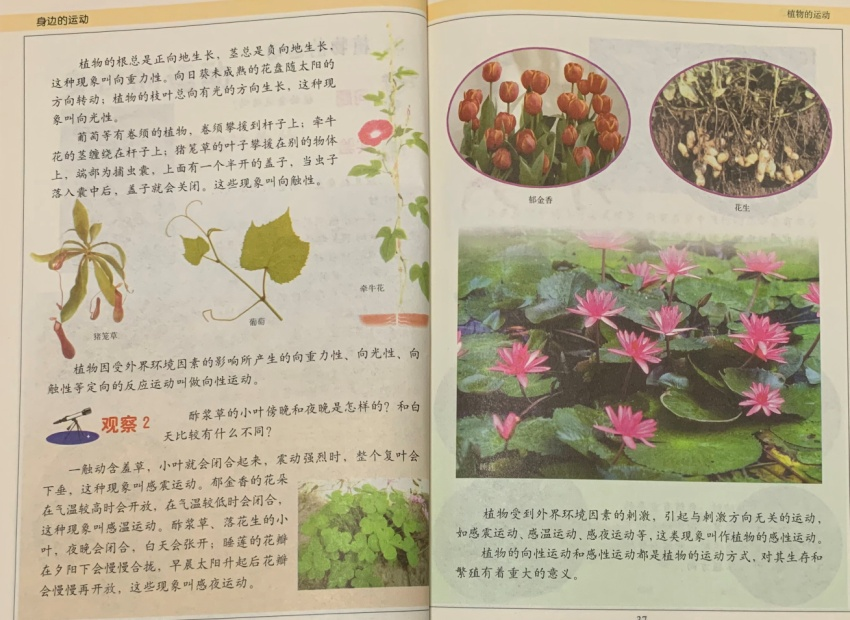 身边的运动
植物的根总是正向地生长，茎总是负向地生长，
这种现象叫向重力性。向日葵未成熟的花盘随太阳的
方向转动；植物的枝叶总向有光的方向生长，这种现
象叫向光性。
葡萄等有卷须的植物，卷须攀援到杆子上；牵牛
花的茎缠绕在杆子上；猪笼草的叶子攀援在别的物体
上，端部为捕虫囊，上面有一个半开的盖子，当虫子
落入囊中后，盖子就会关闭。这些现象叫向触性。
猪笼草
葡萄
牵牛花
植物因受外界环境因素的影响所产生的向重力性、向光性、向
触性等定向的反应运动叫做向性运动。
观察2
酢浆草的小叶傍晚和夜晚是怎样的？和白
天比较有什么不同？
一触动含羞草，小叶就会闭合起来，震动强烈时，整个复叶会
下垂，这种现象叫感震运动。郁金香的花朵
在气温较高时会开放，在气温较低时会闭合，
这种现象叫感温运动。酢浆草、落花生的小
叶，夜晚会闭合，白天会张开；睡莲的花瓣
在夕阳下会慢慢合拢，早晨太阳升起后花瓣
会慢慢再开放，这些现象叫感夜运动。
植物的运动
郁金香
花生
睡莲
植物受到外界环境因素的刺激，引起与刺激方向无关的运动，
如感震运动、感温运动、感夜运动等，这类现象叫作植物的感性运动。
植物的向性运动和感性运动都是植物的运动方式，对其生存和
繁殖有着重大的意义。